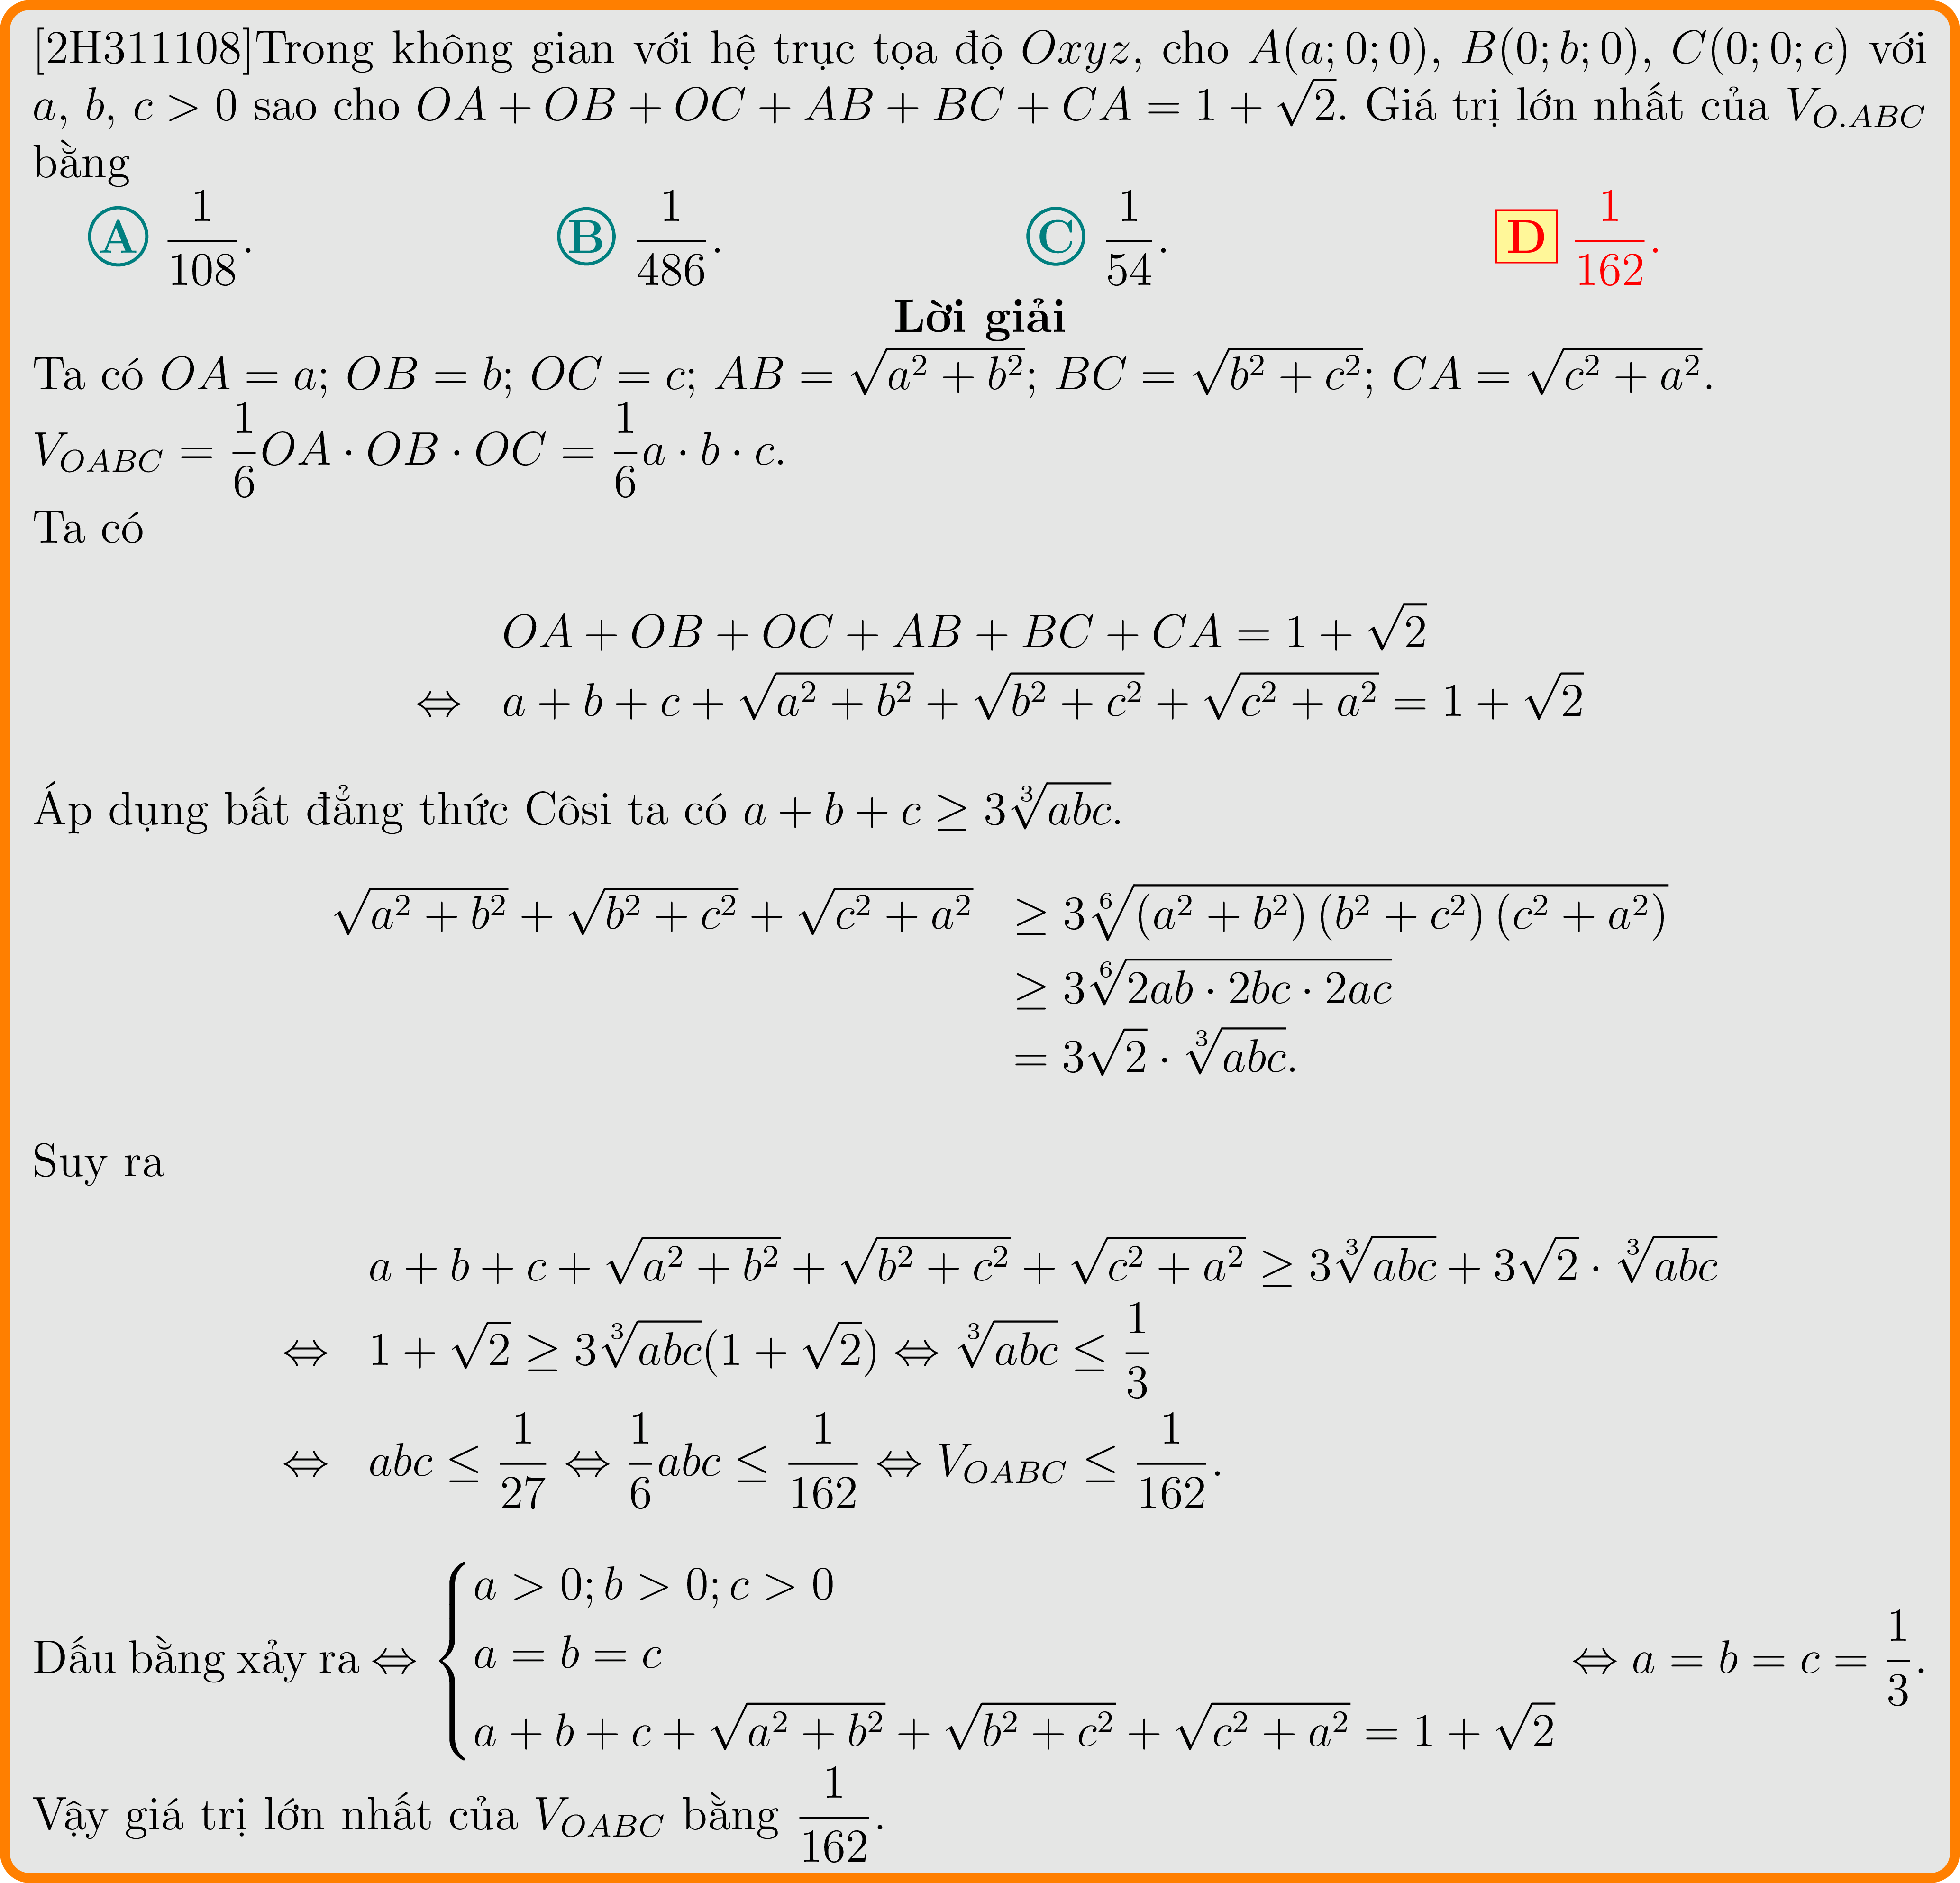 [2H311108]Trong không gian với hệ trục tọa độ $Oxyz$, cho $A(a;0;0)$, $B(0;b;0)$, $C(0;0;c)$ với
$a$, $b$, $c > 0$ sao cho $OA + OB + OC + AB + BC + CA = 1 + \sqrt{2}$. Giá trị lớn nhất của $V_{O.ABC}$
bằng
A $\dfrac{1}{108}$. B $\dfrac{1}{486}$. C $\dfrac{1}{54}$. D $\dfrac{1}{162}$.
Lời giải
Ta có $OA = a$; $OB = b$; $OC = c$; $AB = \sqrt{a^2 + b^2}$; $BC = \sqrt{b^2 + c^2}$; $CA = \sqrt{c^2 + a^2}$.
$V_{OABC} = \dfrac{1}{6}OA \cdot OB \cdot OC = \dfrac{1}{6}a \cdot b \cdot c$.
Ta có
$OA + OB + OC + AB + BC + CA = 1 + \sqrt{2}$
$\Leftrightarrow a + b + c + \sqrt{a^2 + b^2} + \sqrt{b^2 + c^2} + \sqrt{c^2 + a^2} = 1 + \sqrt{2}$
Áp dụng bất đẳng thức Côsi ta có $a + b + c \geq 3\sqrt[3]{abc}$.
$\sqrt{a^2 + b^2} + \sqrt{b^2 + c^2} + \sqrt{c^2 + a^2} \geq 3\sqrt[6]{(a^2 + b^2)(b^2 + c^2)(c^2 + a^2)}$
$\geq 3\sqrt[6]{2ab \cdot 2bc \cdot 2ac}$
$= 3\sqrt{2} \cdot \sqrt[3]{abc}$.
Suy ra
$a + b + c + \sqrt{a^2 + b^2} + \sqrt{b^2 + c^2} + \sqrt{c^2 + a^2} \geq 3\sqrt[3]{abc} + 3\sqrt{2} \cdot \sqrt[3]{abc}$
$\Leftrightarrow 1 + \sqrt{2} \geq 3\sqrt[3]{abc}(1 + \sqrt{2}) \Leftrightarrow \sqrt[3]{abc} \leq \dfrac{1}{3}$
$\Leftrightarrow abc \leq \dfrac{1}{27} \Leftrightarrow \dfrac{1}{6}abc \leq \dfrac{1}{162} \Leftrightarrow V_{OABC} \leq \dfrac{1}{162}$.
Dấu bằng xảy ra $\Leftrightarrow \begin{cases} a > 0; b > 0; c > 0 \\ a = b = c \\ a + b + c + \sqrt{a^2 + b^2} + \sqrt{b^2 + c^2} + \sqrt{c^2 + a^2} = 1 + \sqrt{2} \end{cases} \Leftrightarrow a = b = c = \dfrac{1}{3}$.
Vậy giá trị lớn nhất của $V_{OABC}$ bằng $\dfrac{1}{162}$.